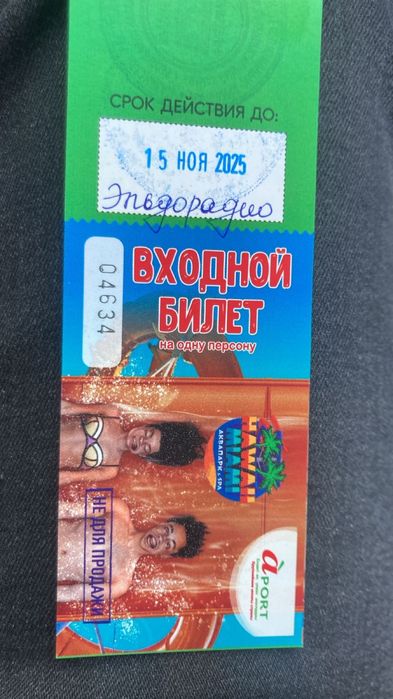 СРОК ДЕЙСТВИЯ ДО:
15 НОЯ 2025
Эльдорадио
ВХОДНОЙ
БИЛЕТ
на одну персону
04634
HAWAII
MIAMI
АКВАПАРК & SPA
НЕ ДЛЯ ПРОДАЖИ
àPORT